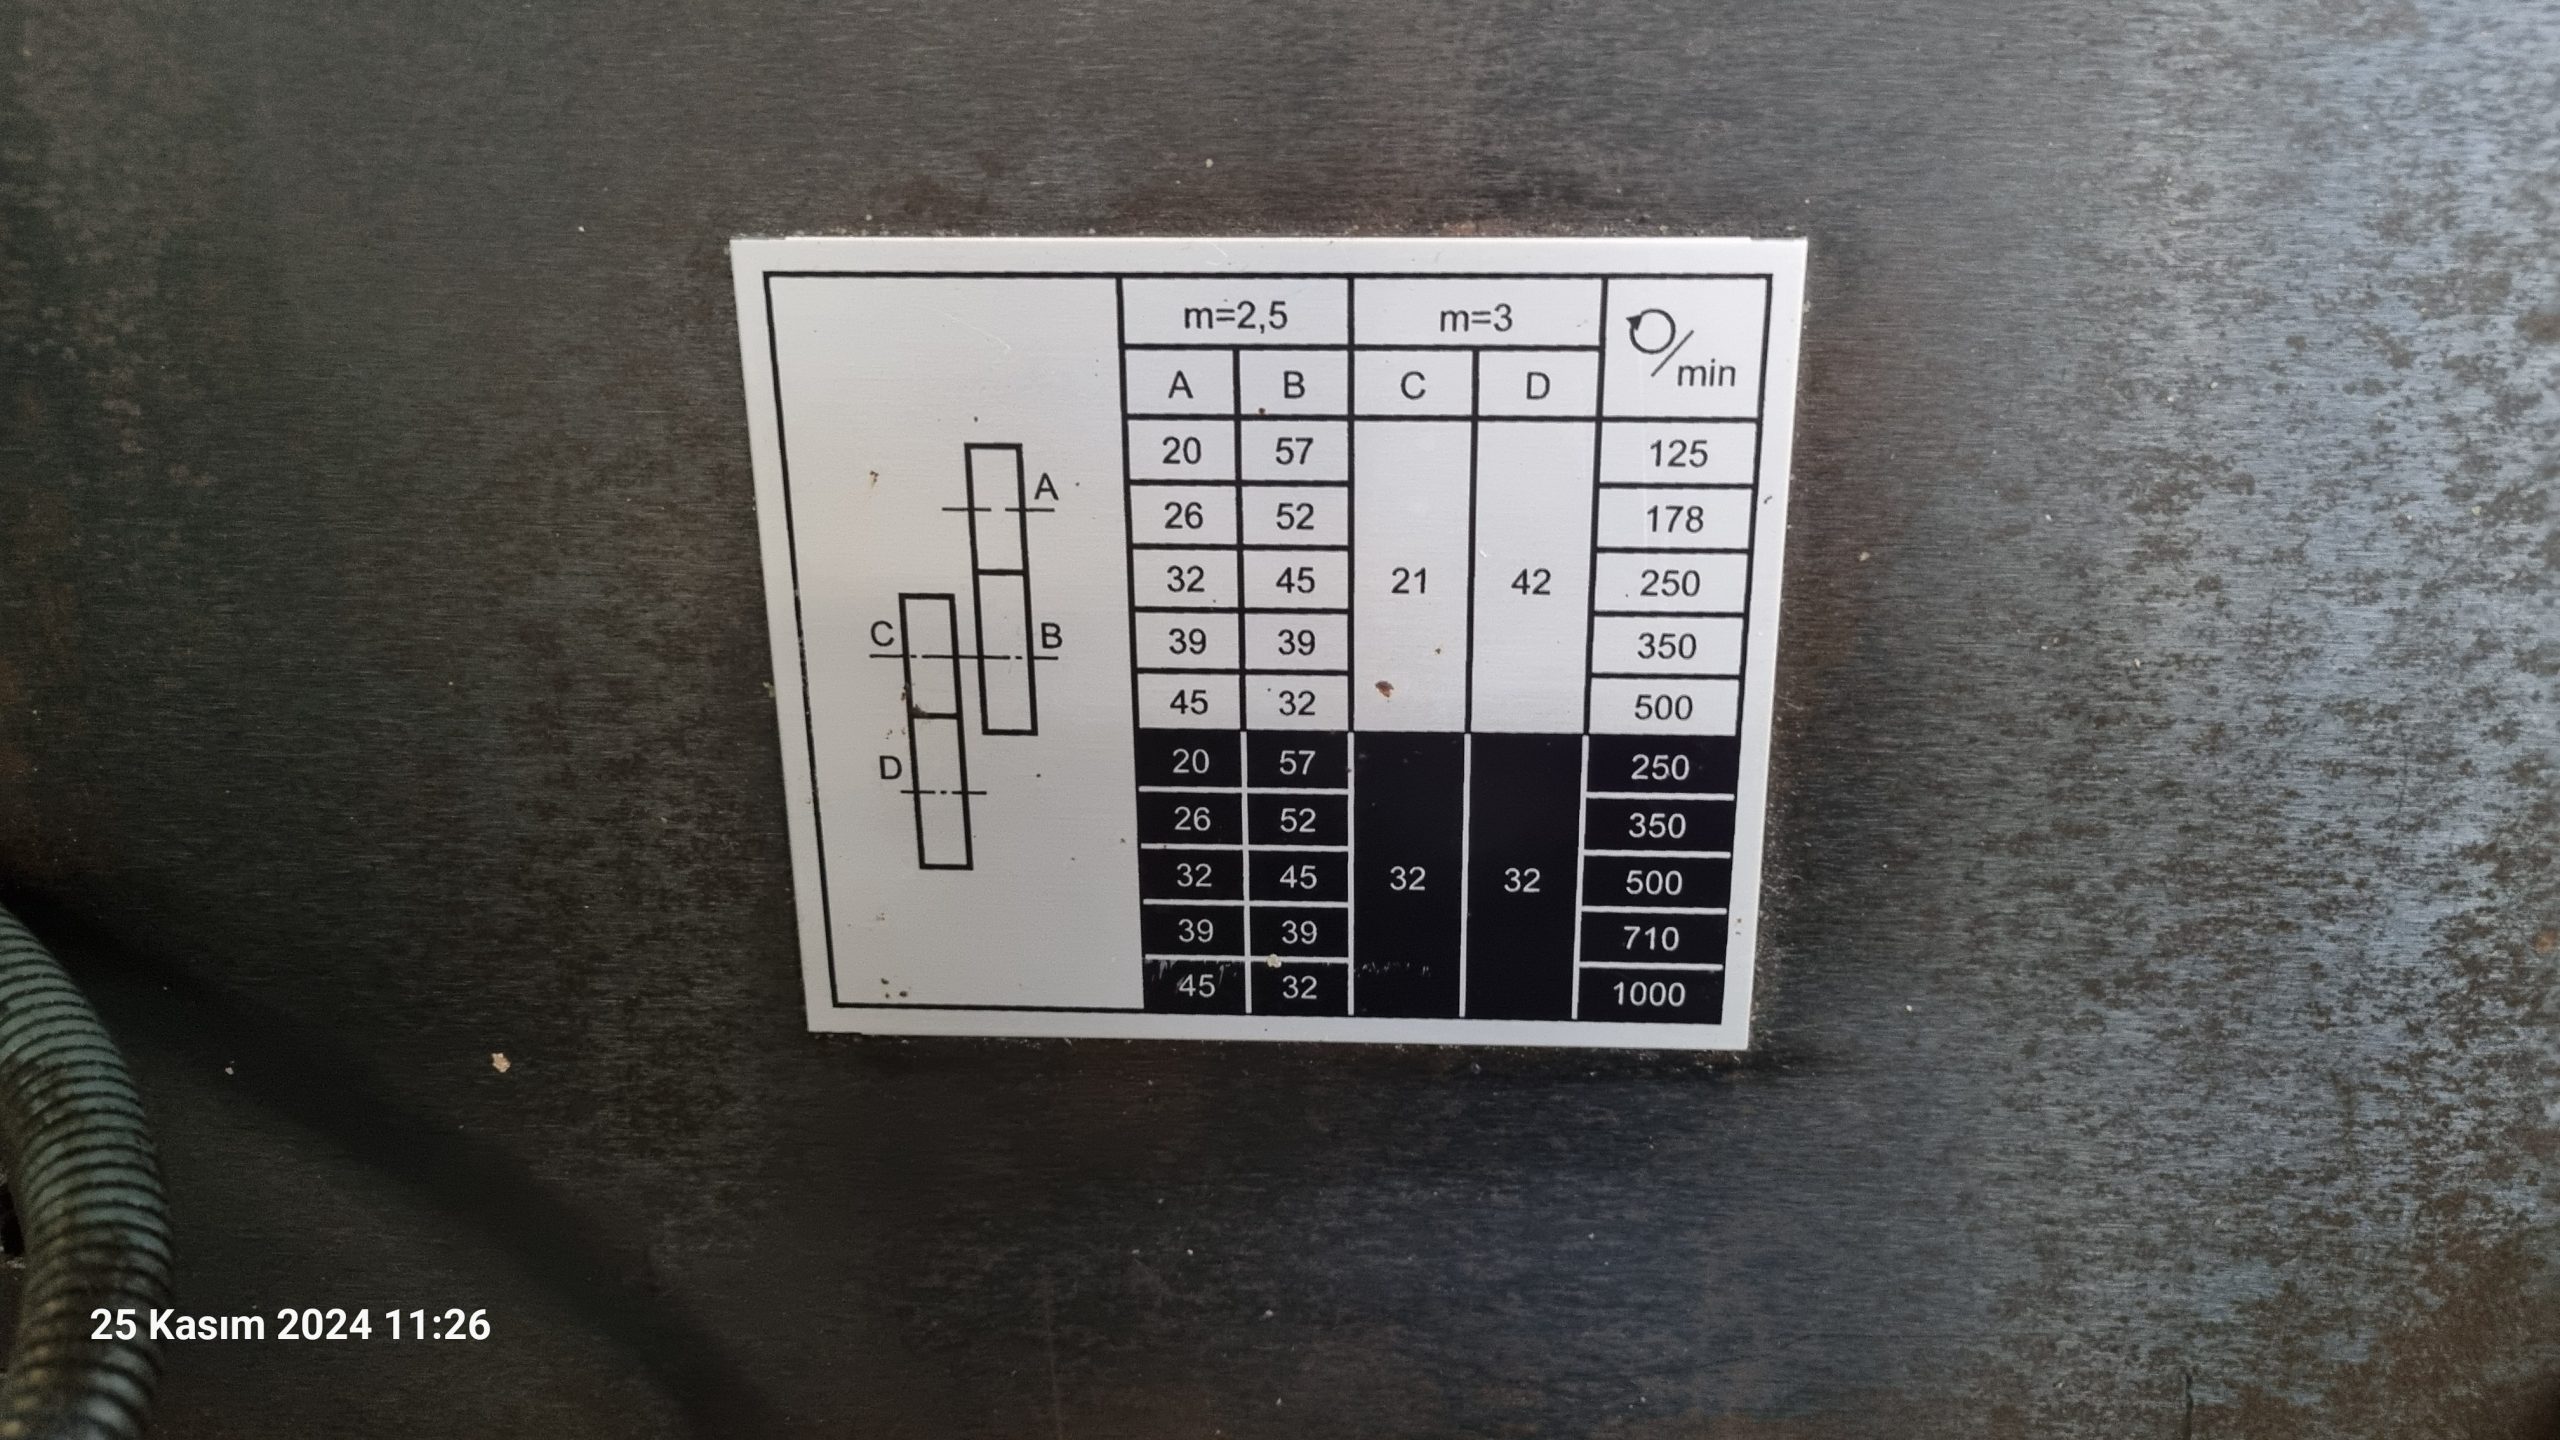 m=2,5 m=3 /min
A B C D
20 57 125
26 52 178
32 45 21 42 250
39 39 350
45 32 500
20 57 250
26 52 350
32 45 32 32 500
39 39 710
45 32 1000
A
C B
D
25 Kasım 2024 11:26